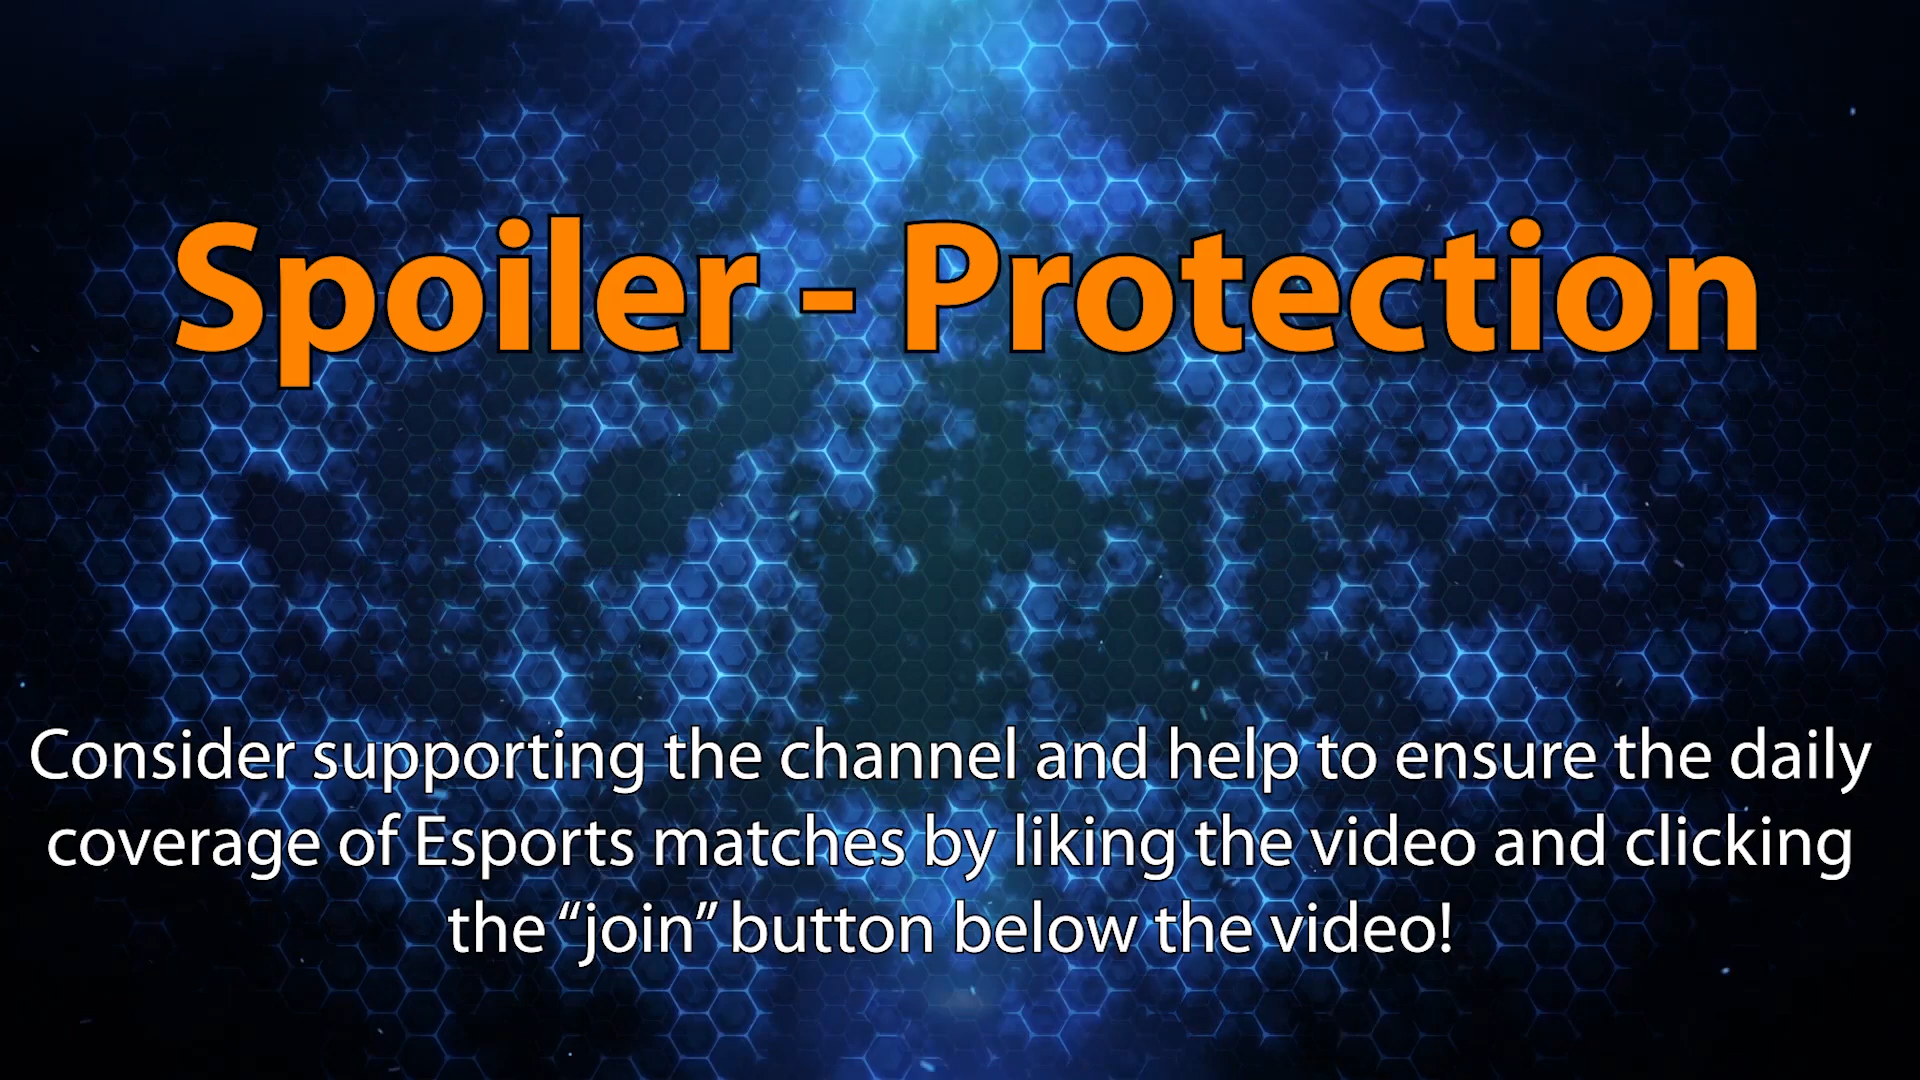 Spoiler - Protection
Consider supporting the channel and help to ensure the daily
coverage of Esports matches by liking the video and clicking
the “join” button below the video!